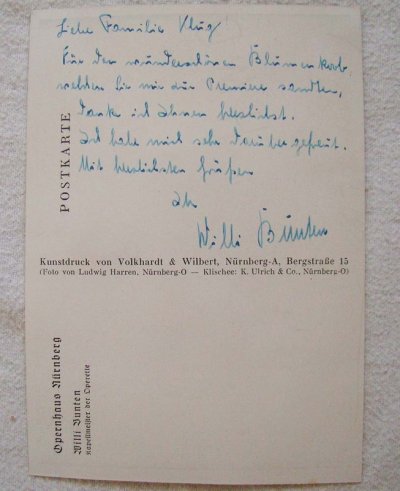 Liebe Familie Klug
Für den wunderschönen Blumenkorb
welchen Sie mir zur Premiere sandten,
danke ich Ihnen herzlichst.
Ich habe mich sehr darüber gefreut.
Mit herzlichsten Grüßen
Ihr
Willi Bunten
POSTKARTE
Kunstdruck von Volkhardt & Wilbert, Nürnberg-A, Bergstraße 15
(Foto von Ludwig Harren, Nürnberg-O — Klischee: K. Ulrich & Co., Nürnberg-O)
Opernhaus Nürnberg
Willi Bunten
Kapellmeister der Operette